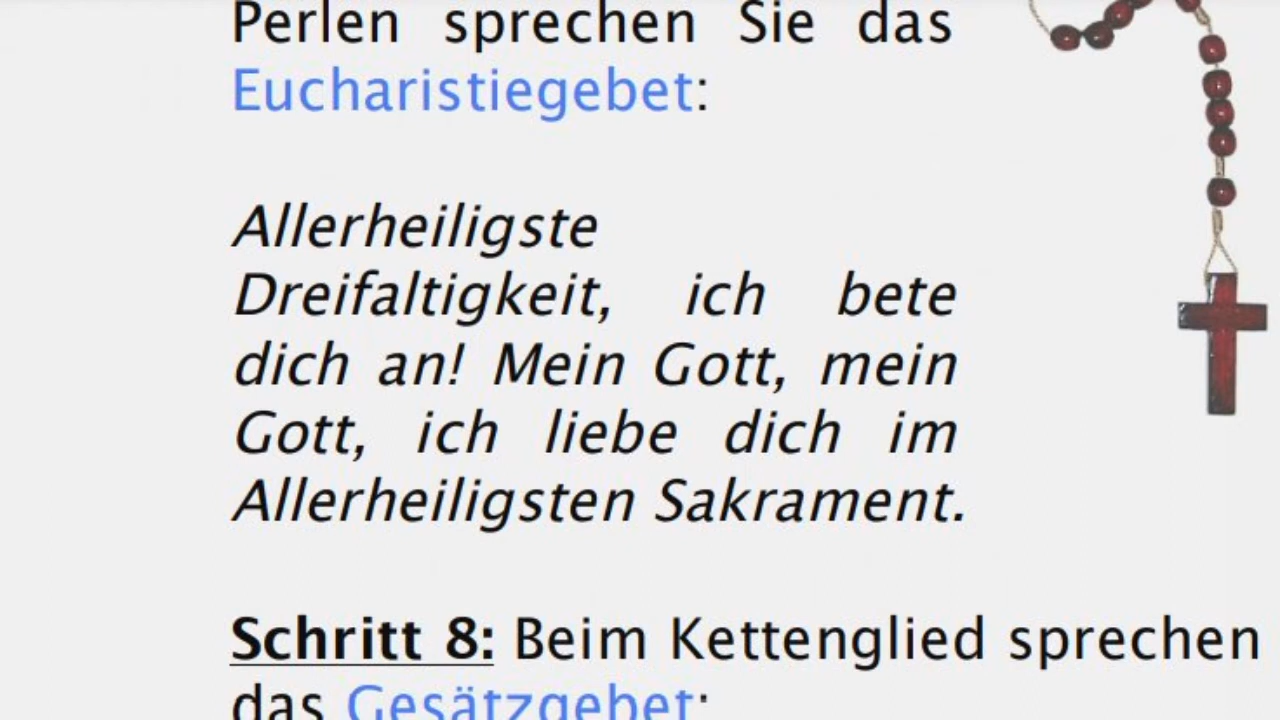 Perlen sprechen Sie das
Eucharistiegebet:
Allerheiligste
Dreifaltigkeit, ich bete
dich an! Mein Gott, mein
Gott, ich liebe dich im
Allerheiligsten Sakrament.
Schritt 8: Beim Kettenglied sprechen
das Gesätzgebet: